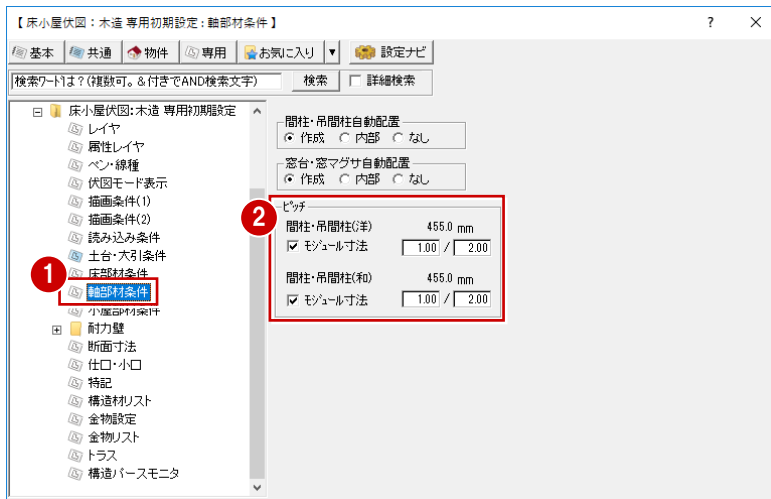 【床小屋伏図：木造 専用初期設定：軸部材条件】
? ×
基本 共通 物件 専用 お気に入り ▼ 設定ナビ
検索ワードは？(複数可。＆付きでAND検索文字) 検索 詳細検索
床小屋伏図:木造 専用初期設定
レイヤ
属性レイヤ
ペン・線種
伏図モード表示
描画条件(1)
描画条件(2)
読み込み条件
土台・大引条件
床部材条件
1
軸部材条件
小屋部材条件
耐力壁
断面寸法
仕口・小口
特記
構造材リスト
金物設定
金物リスト
トラス
構造パースモニタ
間柱・吊間柱自動配置
作成 内部 なし
窓台・窓マグサ自動配置
作成 内部 なし
2
ピッチ
間柱・吊間柱(洋) 455.0 mm
モジュール寸法 1.00 / 2.00
間柱・吊間柱(和) 455.0 mm
モジュール寸法 1.00 / 2.00